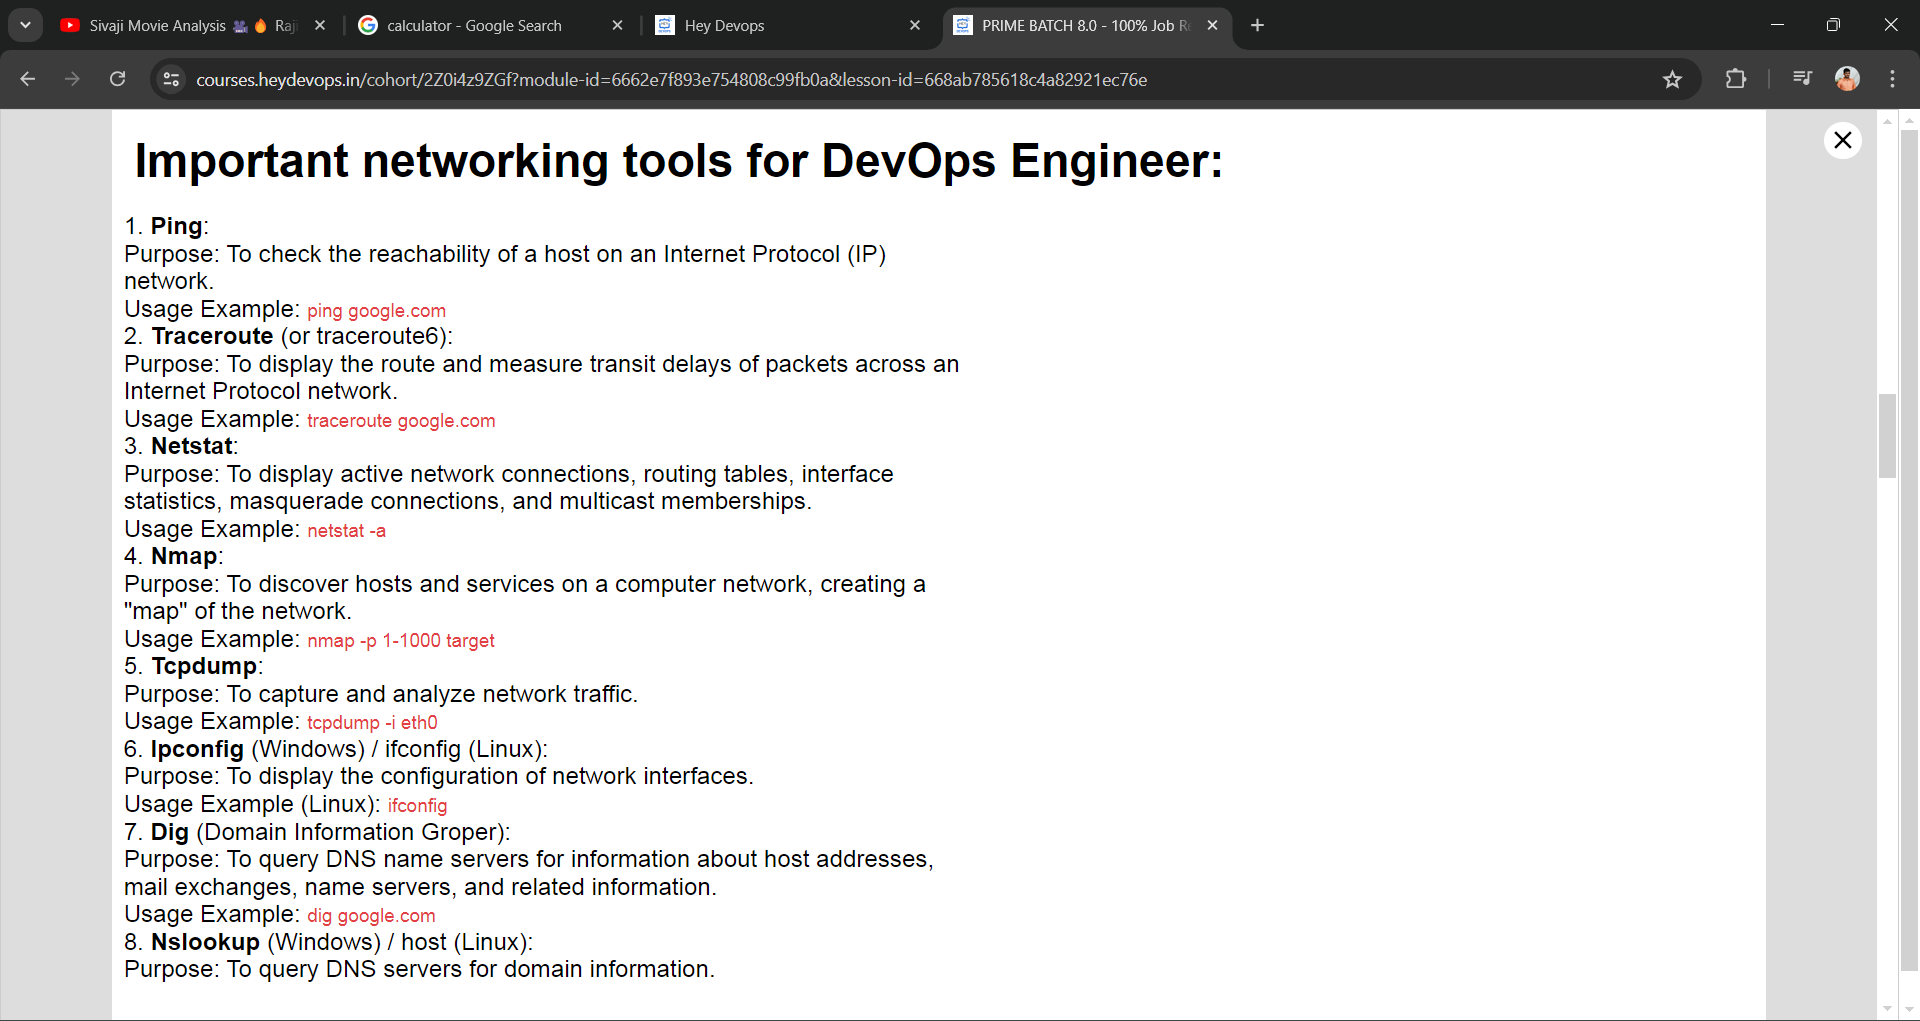 Sivaji Movie Analysis 🎥🔥 Raji
calculator - Google Search
Hey Devops
PRIME BATCH 8.0 - 100% Job R
courses.heydevops.in/cohort/2Z0i4z9ZGf?module-id=6662e7f893e754808c99fb0a&lesson-id=668ab785618c4a82921ec76e
Important networking tools for DevOps Engineer:
1. Ping:
Purpose: To check the reachability of a host on an Internet Protocol (IP)
network.
Usage Example: ping google.com
2. Traceroute (or traceroute6):
Purpose: To display the route and measure transit delays of packets across an
Internet Protocol network.
Usage Example: traceroute google.com
3. Netstat:
Purpose: To display active network connections, routing tables, interface
statistics, masquerade connections, and multicast memberships.
Usage Example: netstat -a
4. Nmap:
Purpose: To discover hosts and services on a computer network, creating a
"map" of the network.
Usage Example: nmap -p 1-1000 target
5. Tcpdump:
Purpose: To capture and analyze network traffic.
Usage Example: tcpdump -i eth0
6. Ipconfig (Windows) / ifconfig (Linux):
Purpose: To display the configuration of network interfaces.
Usage Example (Linux): ifconfig
7. Dig (Domain Information Groper):
Purpose: To query DNS name servers for information about host addresses,
mail exchanges, name servers, and related information.
Usage Example: dig google.com
8. Nslookup (Windows) / host (Linux):
Purpose: To query DNS servers for domain information.